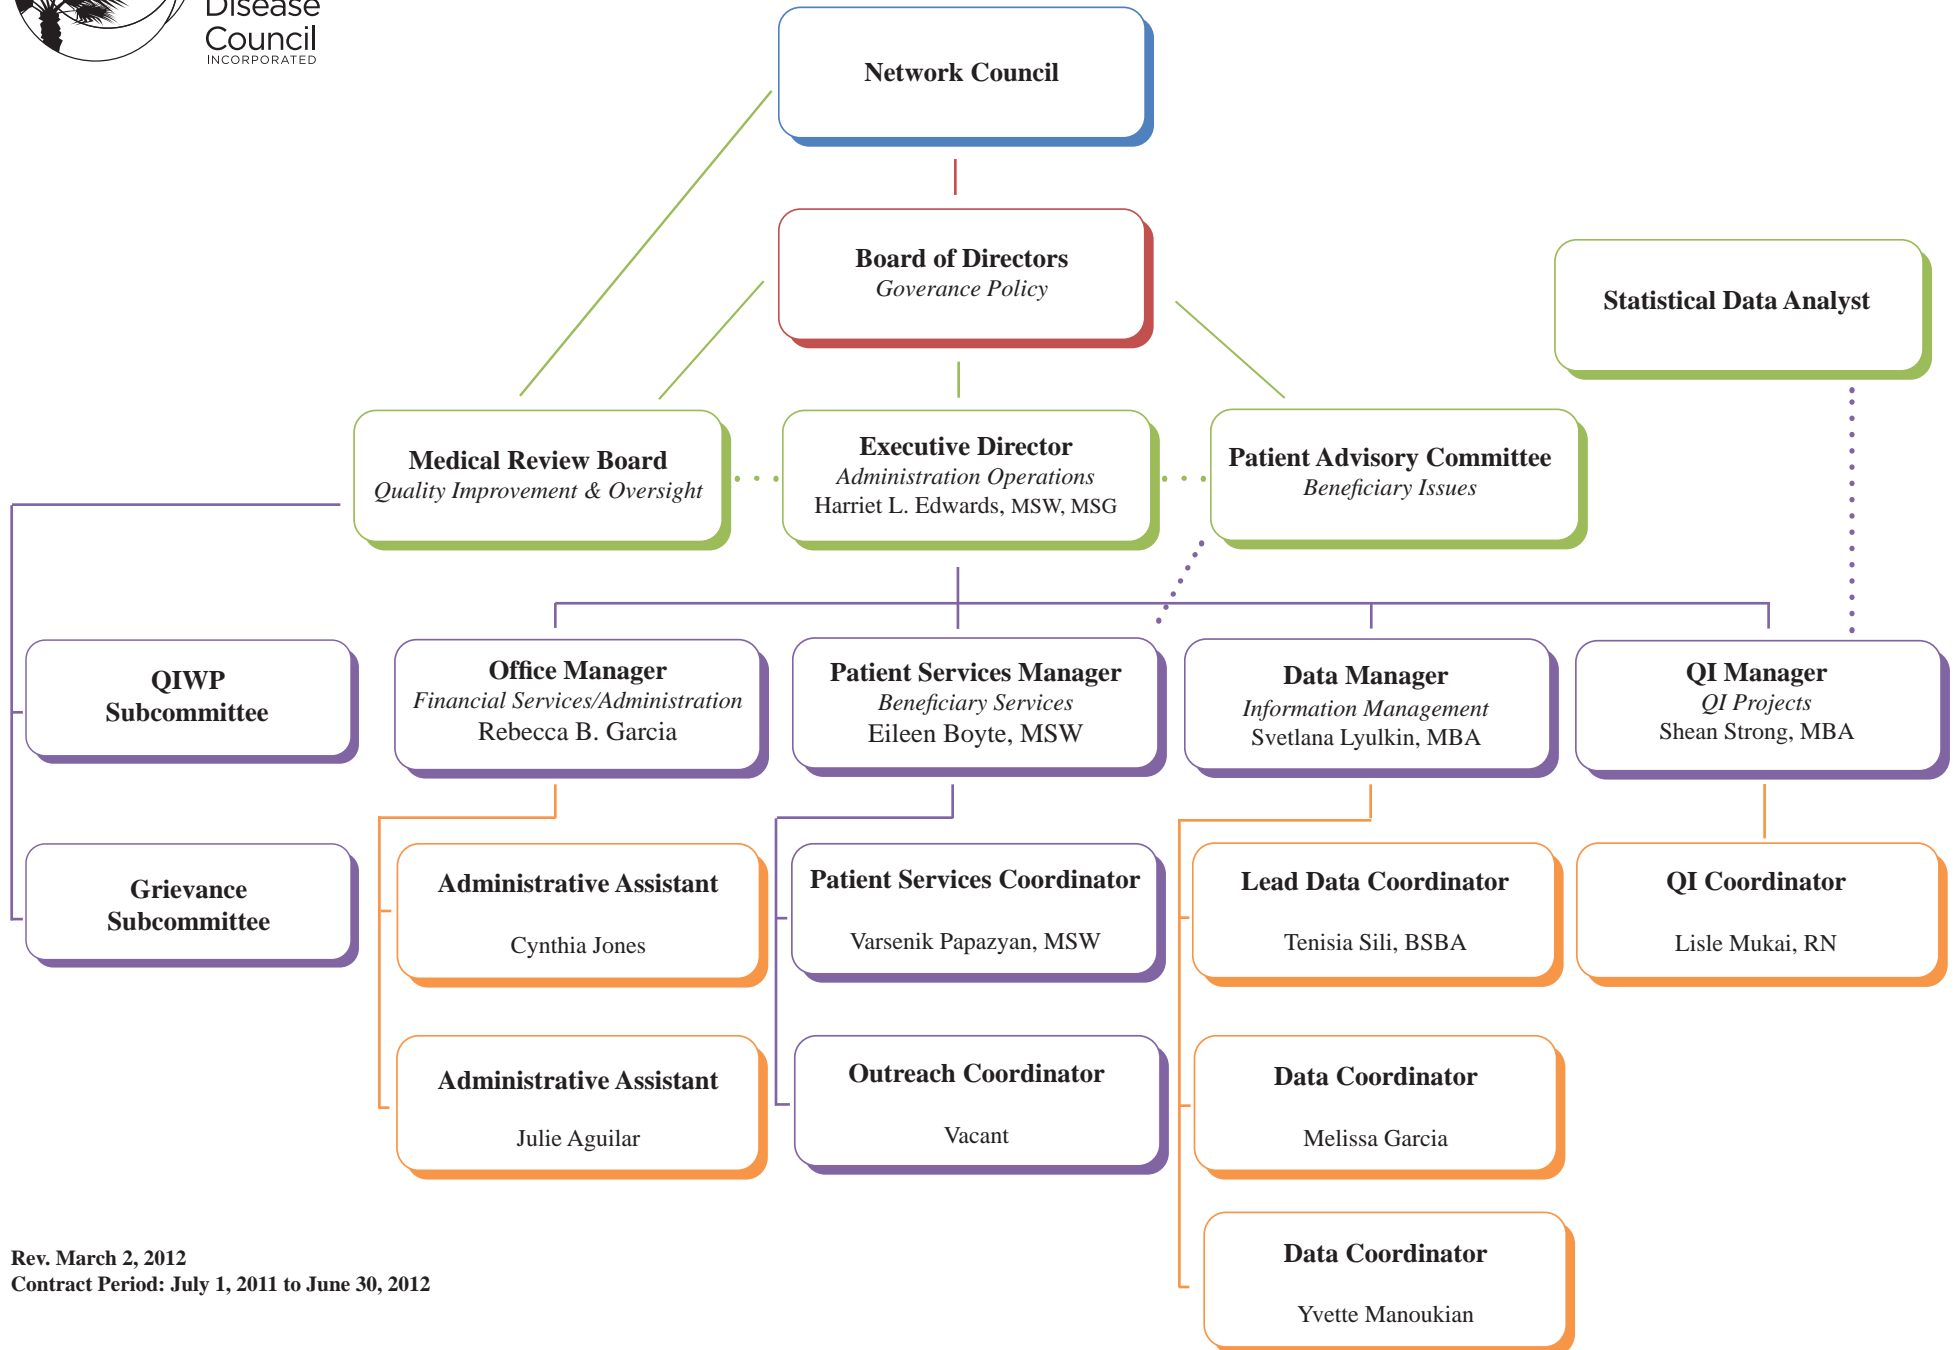 Disease
Council
INCORPORATED
Network Council
Board of Directors
Goverance Policy
Statistical Data Analyst
Medical Review Board
Quality Improvement & Oversight
Executive Director
Administration Operations
Harriet L. Edwards, MSW, MSG
Patient Advisory Committee
Beneficiary Issues
QIWP
Subcommittee
Office Manager
Financial Services/Administration
Rebecca B. Garcia
Patient Services Manager
Beneficiary Services
Eileen Boyte, MSW
Data Manager
Information Management
Svetlana Lyulkin, MBA
QI Manager
QI Projects
Shean Strong, MBA
Grievance
Subcommittee
Administrative Assistant
Cynthia Jones
Patient Services Coordinator
Varsenik Papazyan, MSW
Lead Data Coordinator
Tenisia Sili, BSBA
QI Coordinator
Lisle Mukai, RN
Administrative Assistant
Julie Aguilar
Outreach Coordinator
Vacant
Data Coordinator
Melissa Garcia
Data Coordinator
Yvette Manoukian
Rev. March 2, 2012
Contract Period: July 1, 2011 to June 30, 2012